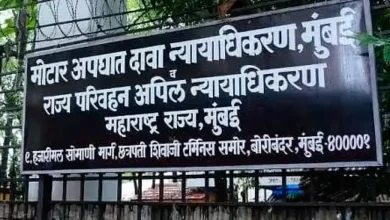 मोटार अपघात दावा न्यायाधिकरण, मुंबई
व
राज्य परिवहन अपिल न्यायाधिकरण
महाराष्ट्र राज्य, मुंबई
९. हजारीमल सोमाणी मार्ग, छत्रपती शिवाजी टर्मिनस समोर, बोरीबंदर, मुंबई-४००००१